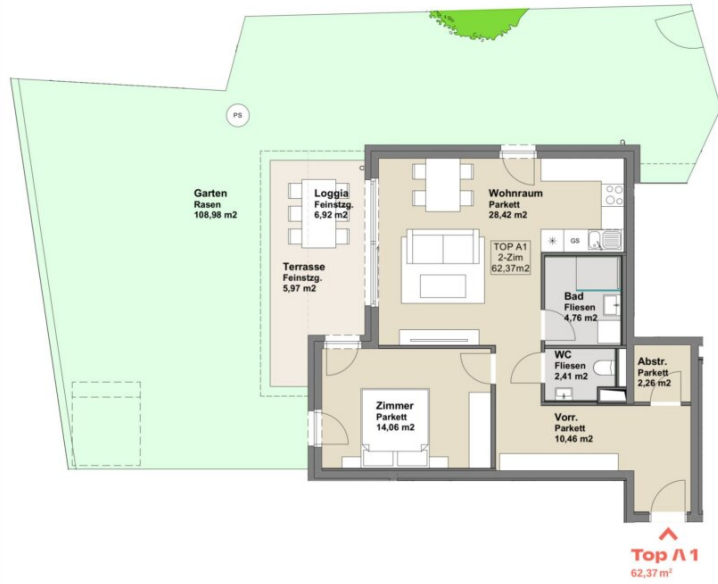 PS
Garten
Rasen
108,98 m2
Loggia
Feinstzg.
6,92 m2
Terrasse
Feinstzg.
5,97 m2
Wohnraum
Parkett
28,42 m2
GS
TOP A1
2-Zim
62,37m2
Bad
Fliesen
4,76 m2
WC
Fliesen
2,41 m2
Abstr.
Parkett
2,26 m2
Zimmer
Parkett
14,06 m2
Vorr.
Parkett
10,46 m2
Top A1
62,37 m²